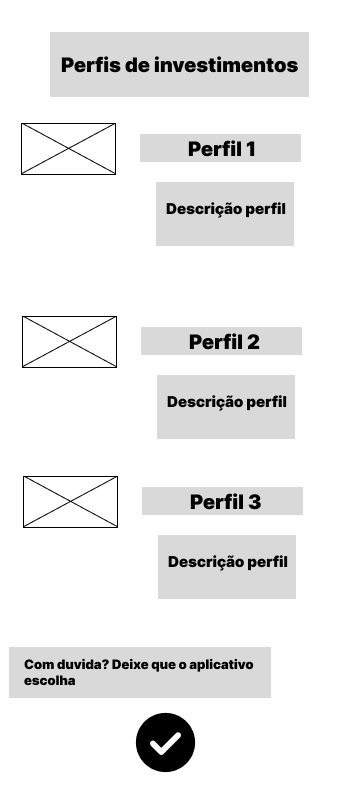 Perfis de investimentos
Perfil 1
Descrição perfil
Perfil 2
Descrição perfil
Perfil 3
Descrição perfil
Com duvida? Deixe que o aplicativo
escolha